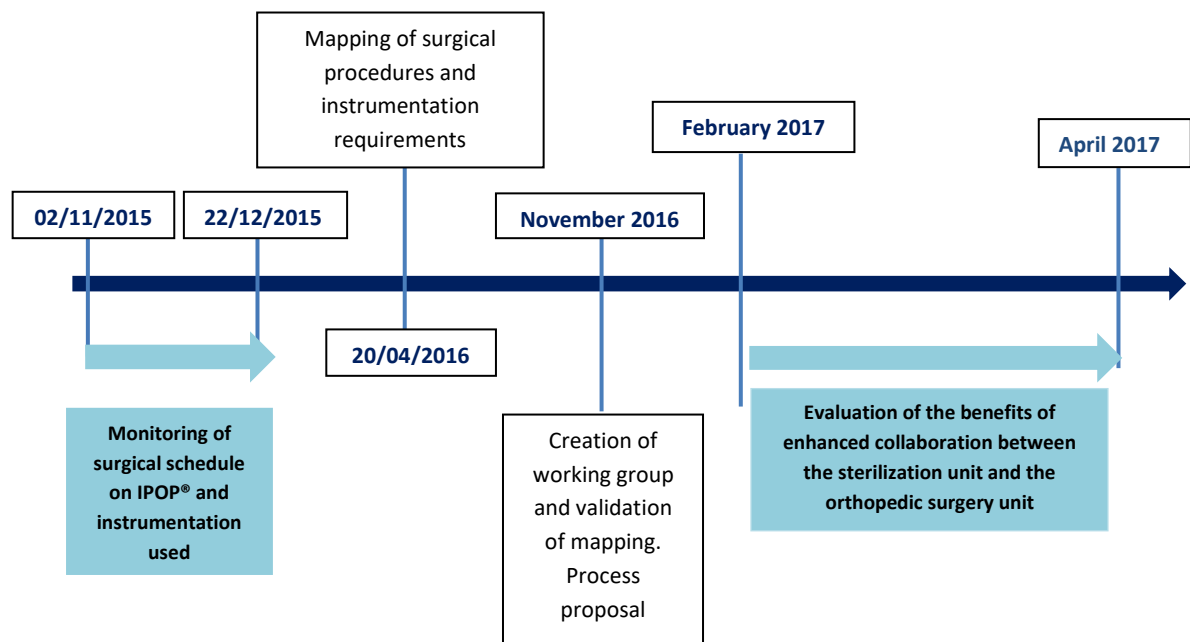 Mapping of surgical
procedures and
instrumentation
requirements
February 2017
April 2017
02/11/2015
22/12/2015
November 2016
20/04/2016
Monitoring of
surgical schedule
on IPOP® and
instrumentation
used
Creation of
working group
and validation
of mapping.
Process
proposal
Evaluation of the benefits of
enhanced collaboration between
the sterilization unit and the
orthopedic surgery unit